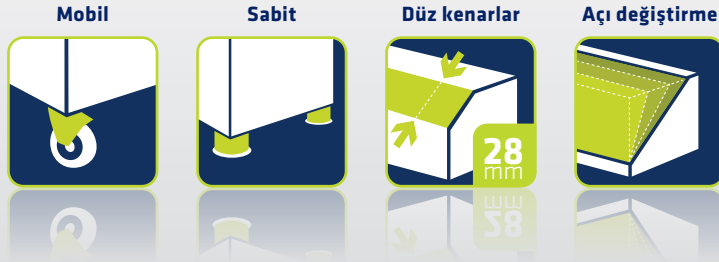 Mobil
Sabit
Düz kenarlar
Açı değiştirme
28
mm